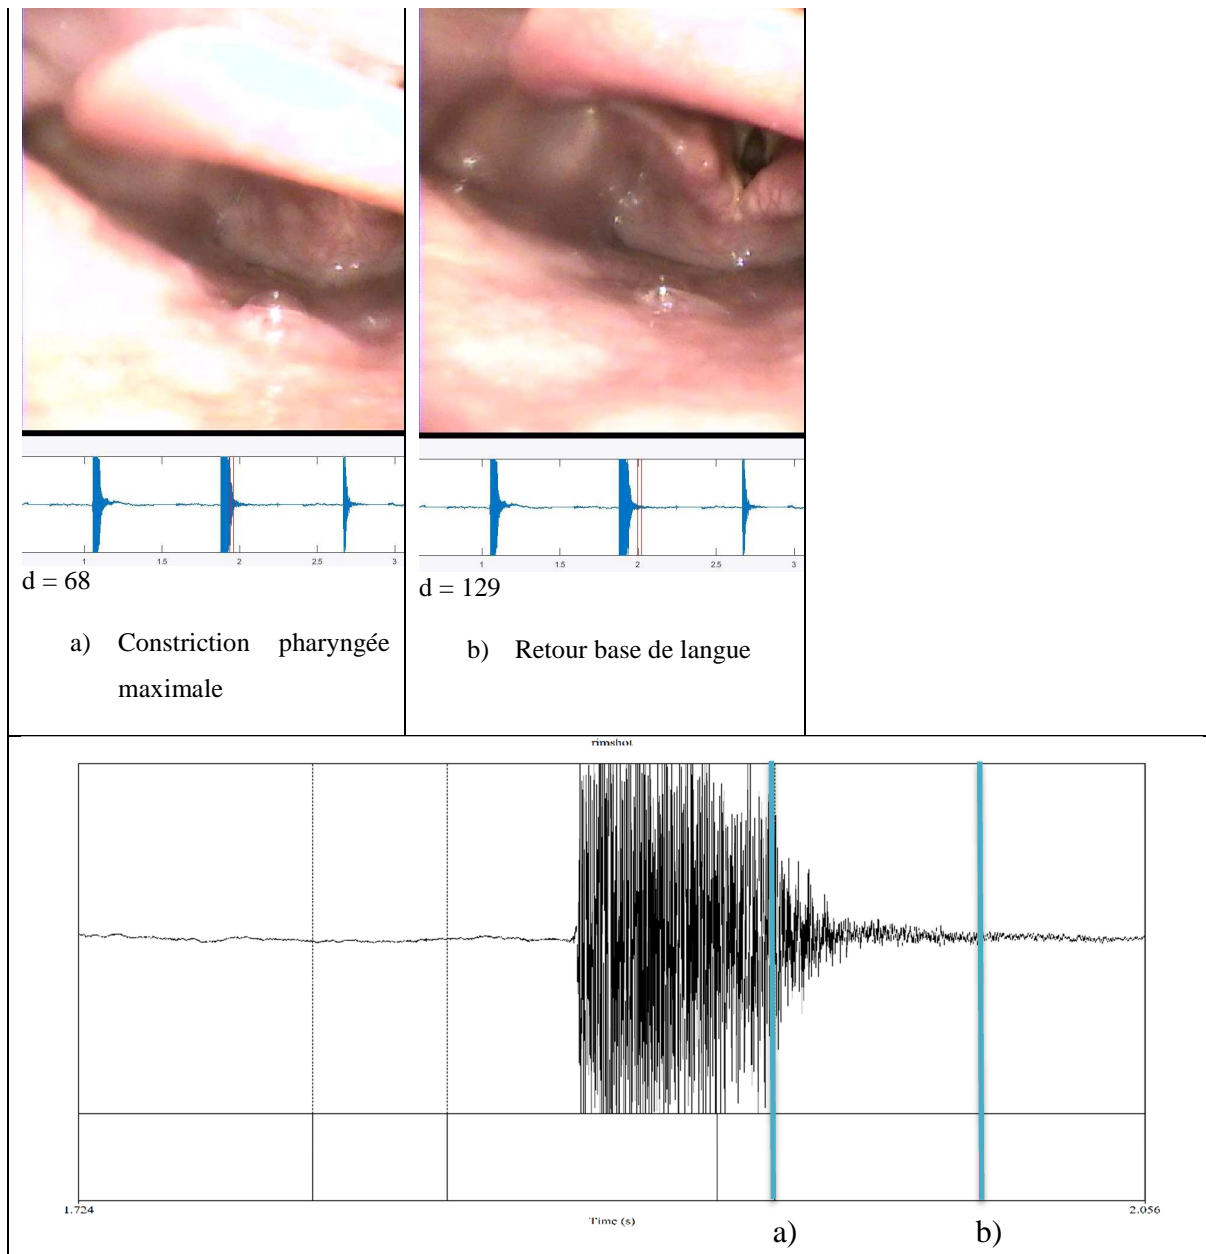 1 1.5 2 2.5 3
d = 68
a) Constriction pharyngée
maximale
1 1.5 2 2.5 3
d = 129
b) Retour base de langue
rimshot
1.724
Time (s)
2.056
a)
b)